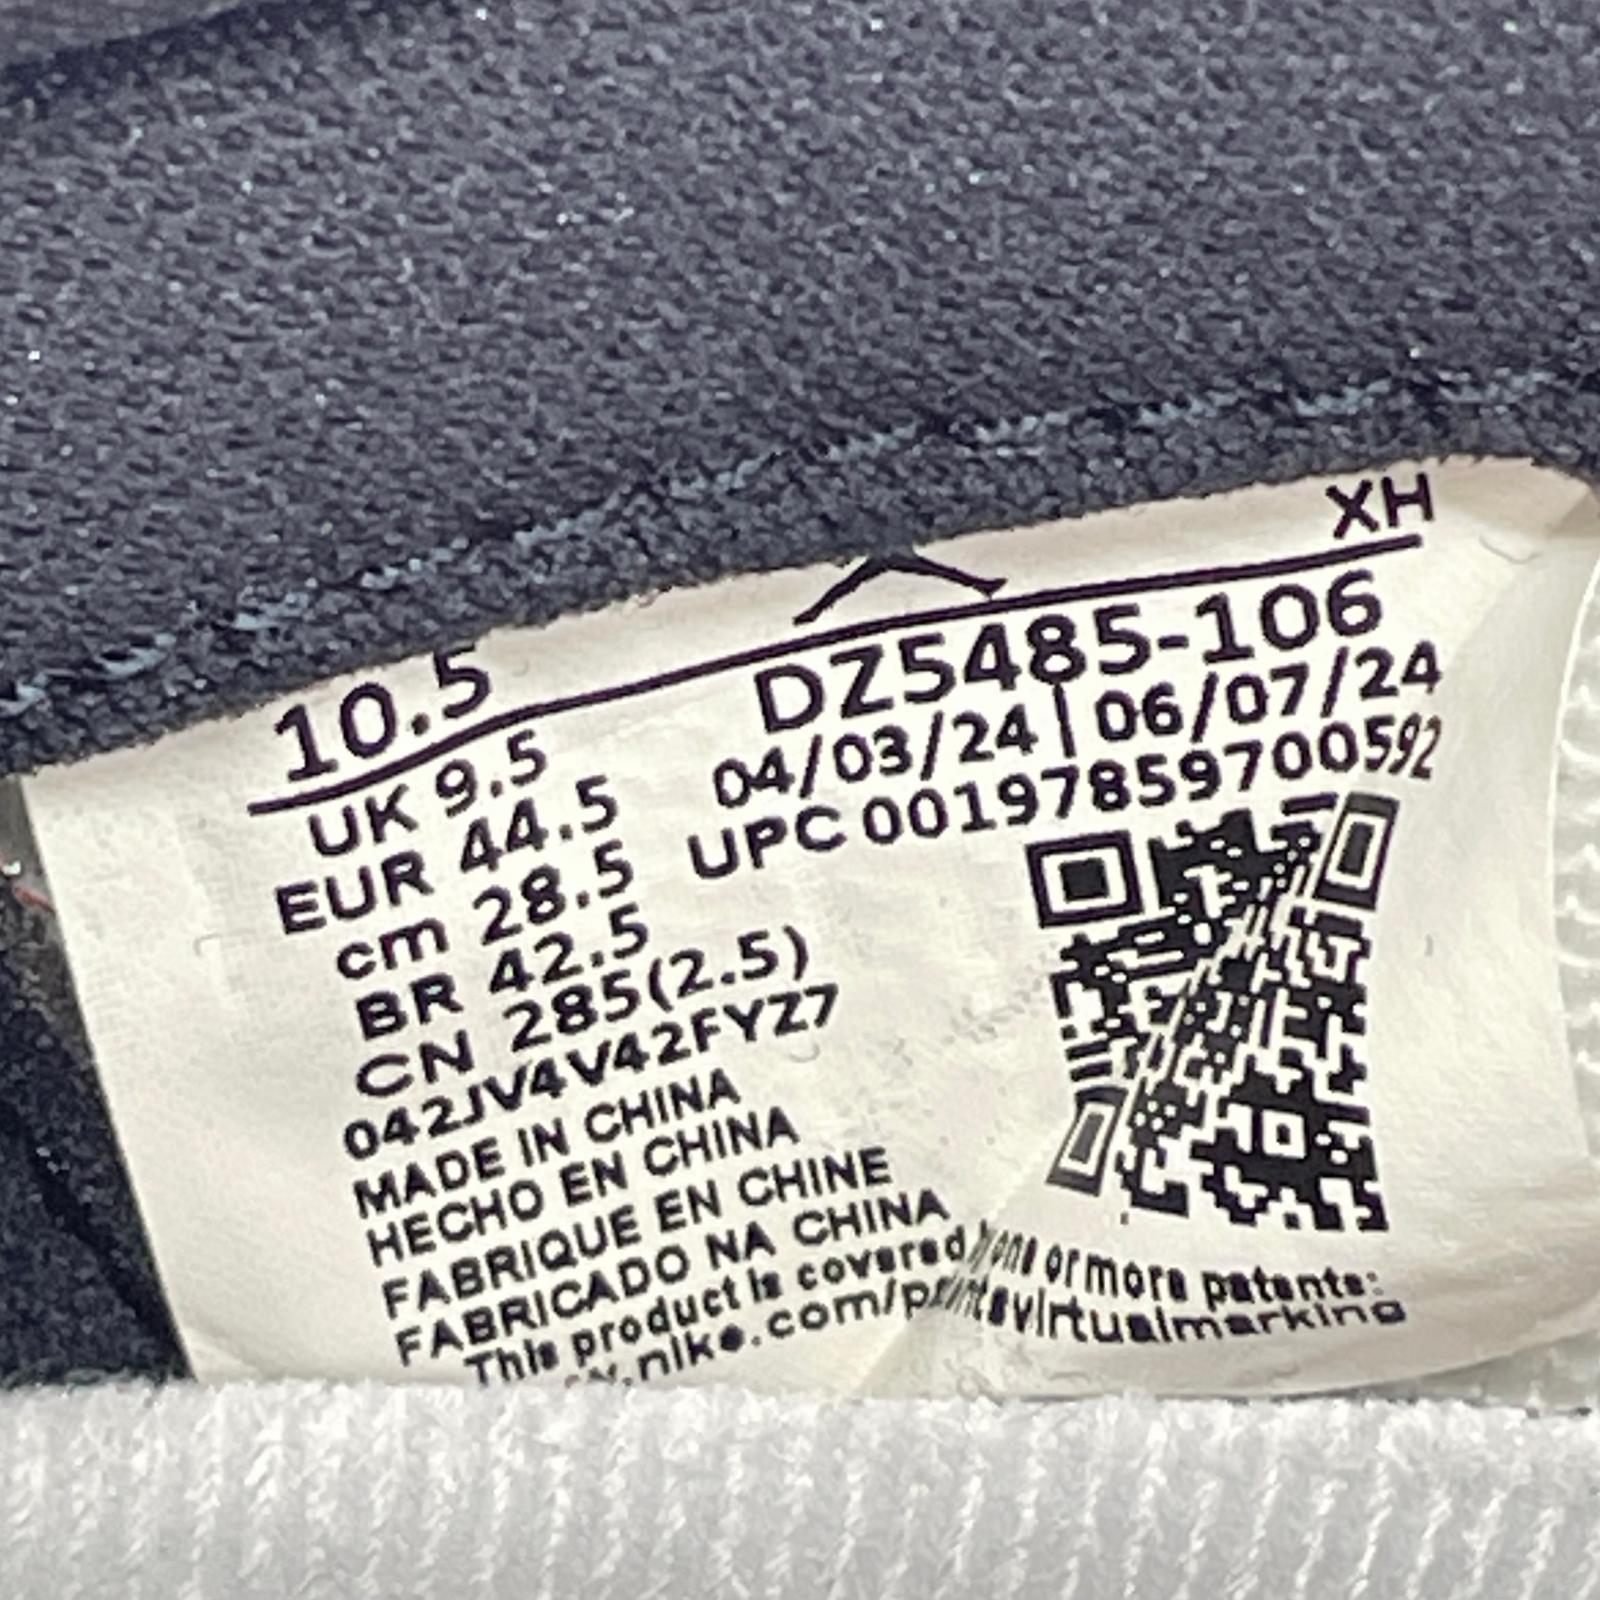 XH
10.5
DZ5485-106
04/03/24 | 06/07/24
UPC 00197859700592
UK 9.5
EUR 44.5
cm 28.5
BR 42.5
CN 285(2.5)
042JV4V42FYZ7
MADE IN CHINA
HECHO EN CHINA
FABRIQUE EN CHINE
FABRICADO NA CHINA
This product is covered by one or more patents:
.nike.com/patentsvirtualmarking